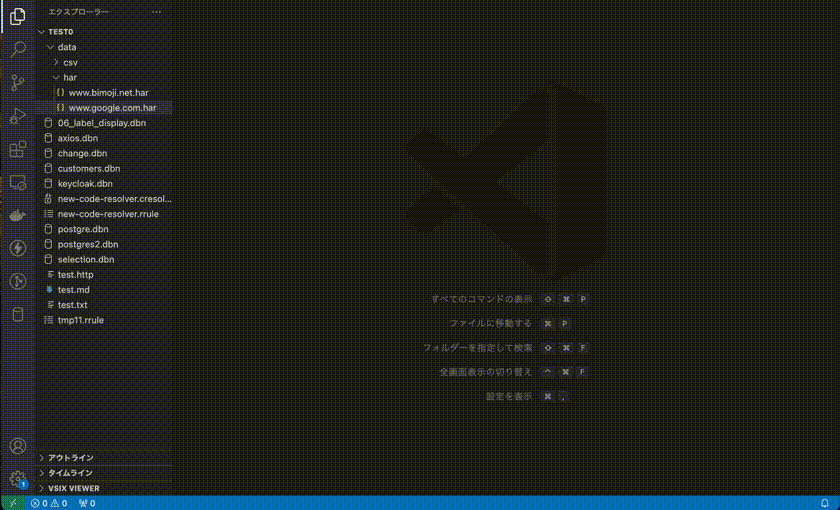 エクスプローラー ···
TEST0
data
csv
har
{} www.bimoji.net.har
{} www.google.com.har
06_label_display.dbn
axios.dbn
change.dbn
customers.dbn
keycloak.dbn
new-code-resolver.cresol...
new-code-resolver.rrule
postgre.dbn
postgres2.dbn
selection.dbn
test.http
test.md
test.txt
tmp11.rrule
すべてのコマンドの表示 ⇧ ⌘ P
ファイルに移動する ⌘ P
フォルダーを指定して検索 ⇧ ⌘ F
全画面表示の切り替え ^ ⌘ F
設定を表示 ⌘ ,
アウトライン
タイムライン
VSIX VIEWER
1
0 0 0